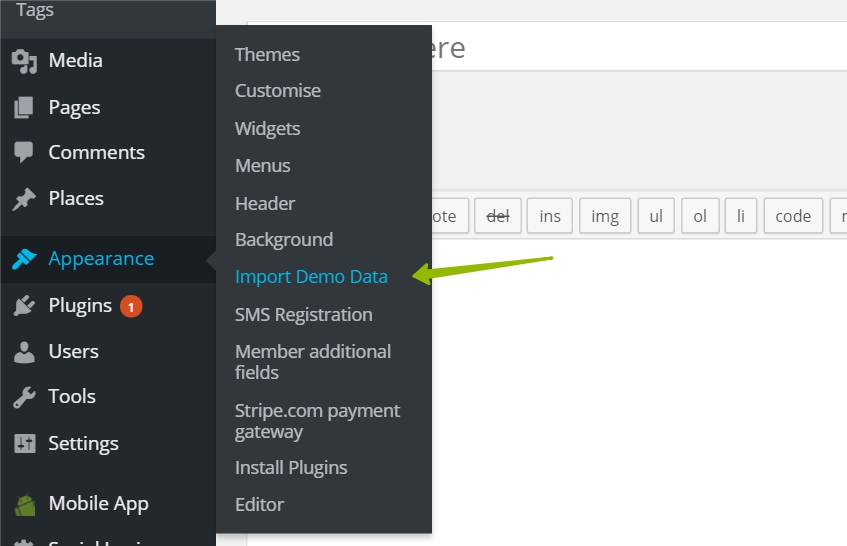 Tags
Media
Pages
Comments
Places
Appearance
Plugins 1
Users
Tools
Settings
Mobile App
Themes
Customise
Widgets
Menus
Header
Background
Import Demo Data
SMS Registration
Member additional
fields
Stripe.com payment
gateway
Install Plugins
Editor
ere
ote del ins img ul ol li code